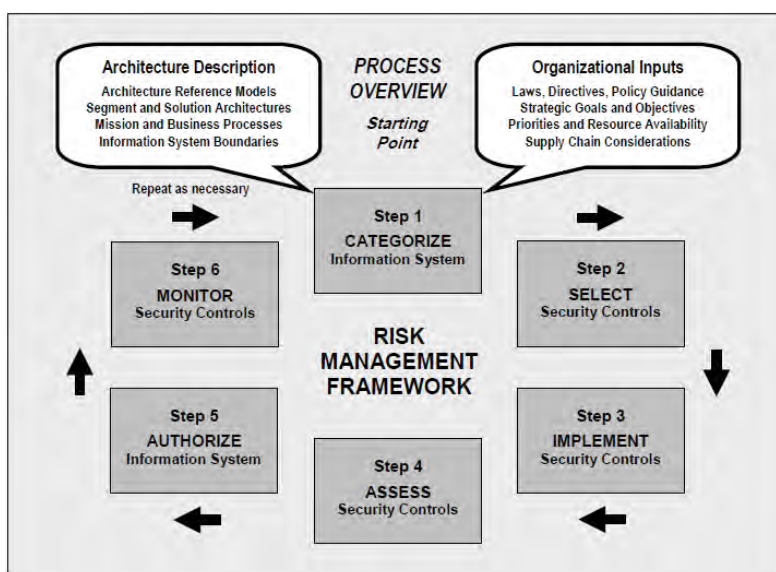 Architecture Description
Architecture Reference Models
Segment and Solution Architectures
Mission and Business Processes
Information System Boundaries
PROCESS
OVERVIEW
Starting
Point
Organizational Inputs
Laws, Directives, Policy Guidance
Strategic Goals and Objectives
Priorities and Resource Availability
Supply Chain Considerations
Repeat as necessary
Step 1
CATEGORIZE
Information System
Step 2
SELECT
Security Controls
Step 3
IMPLEMENT
Security Controls
Step 4
ASSESS
Security Controls
Step 5
AUTHORIZE
Information System
Step 6
MONITOR
Security Controls
RISK
MANAGEMENT
FRAMEWORK